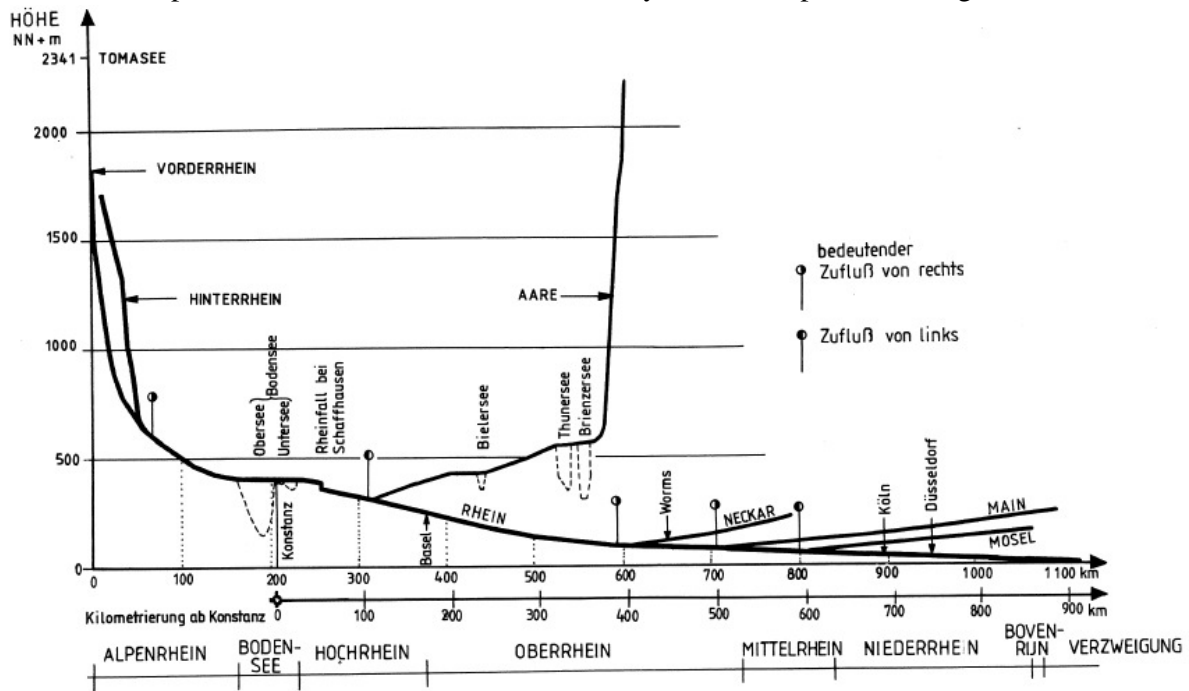 HÖHE
NN+m
2341
TOMASEE
2000
VORDERRHEIN
1500
HINTERRHEIN
AARE
bedeutender
Zufluß von rechts
Zufluß von links
1000
Obersee
Untersee
Bodensee
Rheinfall bei
Schaffhausen
Bielersee
Thunersee
Brienzersee
500
Konstanz
Basel
RHEIN
Worms
NECKAR
Köln
Düsseldorf
MAIN
MOSEL
0
0 100 200 300 400 500 600 700 800 900 1000 1100 km
Kilometrierung ab Konstanz 0 100 200 300 400 500 600 700 800 900 km
ALPENRHEIN
BODEN-
SEE
HOCHRHEIN
OBERRHEIN
MITTELRHEIN
NIEDERRHEIN
BOVEN-
RIJN
VERZWEIGUNG